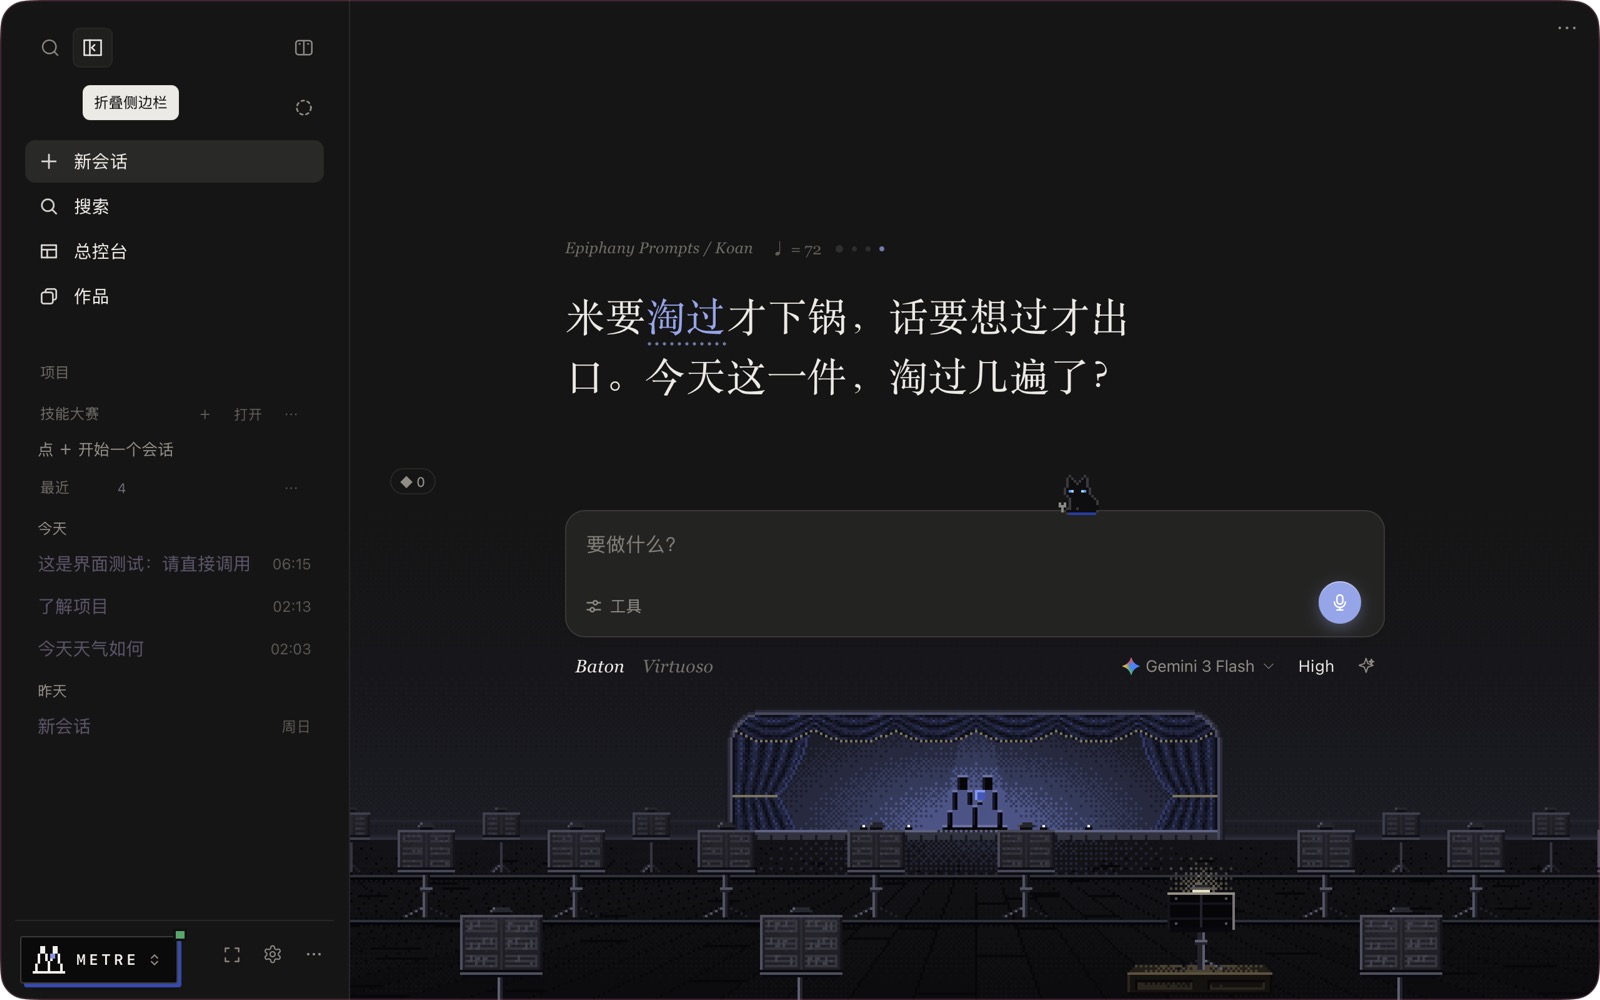 折叠侧边栏
新会话
搜索
总控台
作品
项目
技能大赛 + 打开 ···
点 + 开始一个会话
最近 4 ···
今天
这是界面测试：请直接调用 06:15
了解项目 02:13
今天天气如何 02:03
昨天
新会话 周日
METRE
Epiphany Prompts / Koan ♩ = 72
米要淘过才下锅，话要想过才出
口。今天这一件，淘过几遍了？
0
要做什么？
工具
Baton Virtuoso
Gemini 3 Flash High